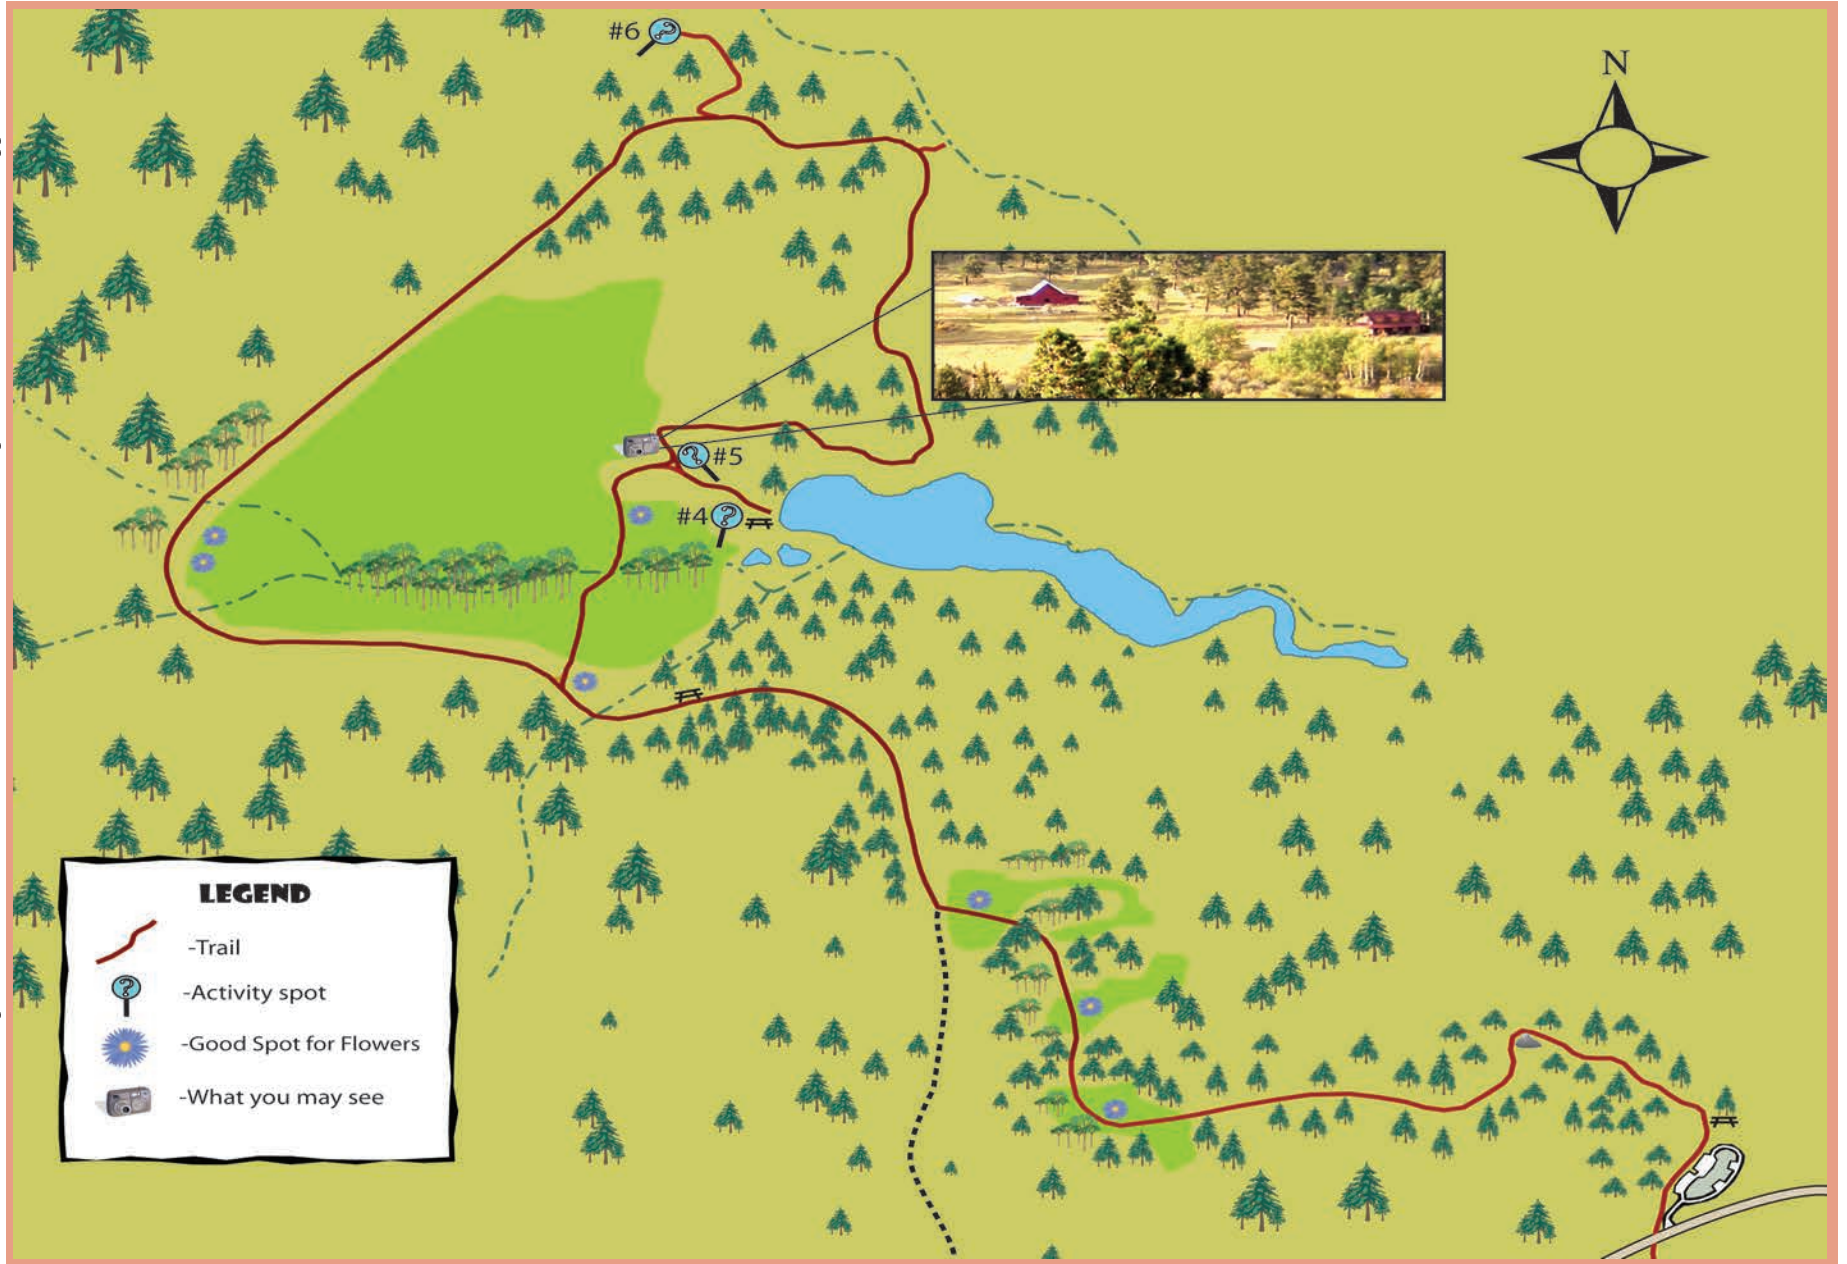 #6
N
#5
#4
LEGEND
-Trail
-Activity spot
-Good Spot for Flowers
-What you may see